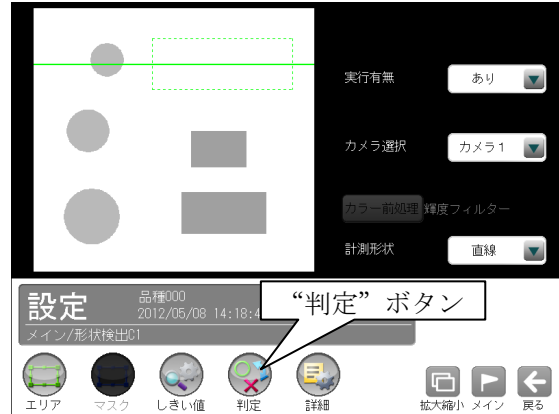 実行有無
あり
カメラ選択
カメラ1
カラー前処理 輝度フィルター
計測形状
直線
設定
品種000
2012/05/08 14:18:4
メイン/形状検出C1
“判定”ボタン
エリア
マスク
しきい値
判定
詳細
拡大縮小
メイン
戻る